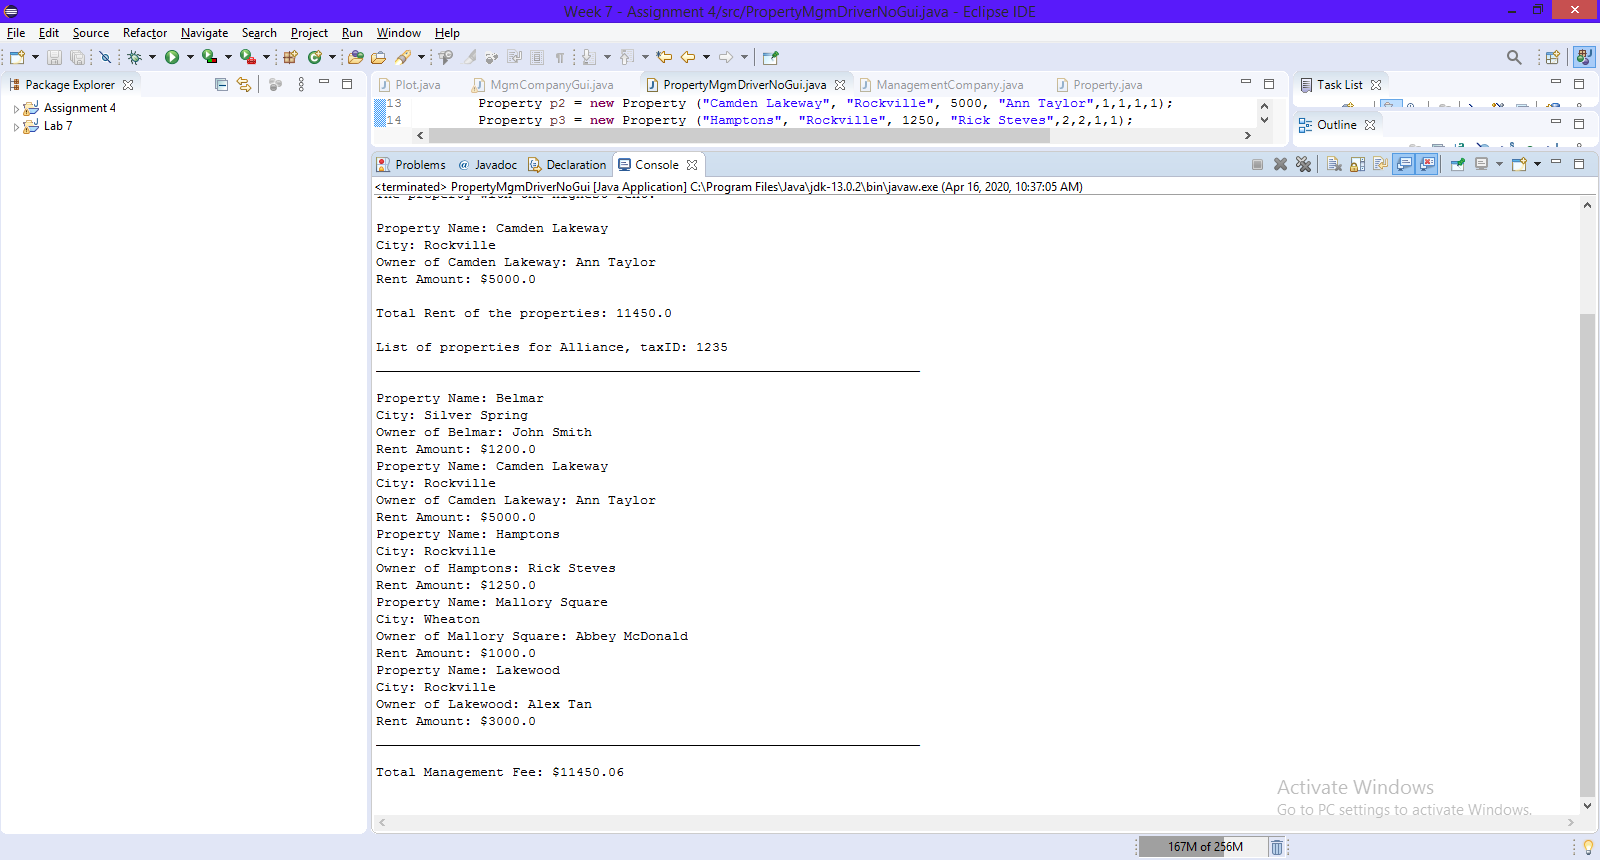 Week 7 - Assignment 4/src/PropertyMgmDriverNoGui.java - Eclipse IDE
File Edit Source Refactor Navigate Search Project Run Window Help
Package Explorer
Assignment 4
Lab 7
Plot.java MgmCompanyGui.java PropertyMgmDriverNoGui.java ManagementCompany.java Property.java
13 Property p2 = new Property ("Camden Lakeway", "Rockville", 5000, "Ann Taylor",1,1,1,1);
14 Property p3 = new Property ("Hamptons", "Rockville", 1250, "Rick Steves",2,2,1,1);
Task List
Outline
Problems @ Javadoc Declaration Console
<terminated> PropertyMgmDriverNoGui [Java Application] C:\Program Files\Java\jdk-13.0.2\bin\javaw.exe (Apr 16, 2020, 10:37:05 AM)
The property with the highest rent:
Property Name: Camden Lakeway
City: Rockville
Owner of Camden Lakeway: Ann Taylor
Rent Amount: $5000.0
Total Rent of the properties: 11450.0
List of properties for Alliance, taxID: 1235
Property Name: Belmar
City: Silver Spring
Owner of Belmar: John Smith
Rent Amount: $1200.0
Property Name: Camden Lakeway
City: Rockville
Owner of Camden Lakeway: Ann Taylor
Rent Amount: $5000.0
Property Name: Hamptons
City: Rockville
Owner of Hamptons: Rick Steves
Rent Amount: $1250.0
Property Name: Mallory Square
City: Wheaton
Owner of Mallory Square: Abbey McDonald
Rent Amount: $1000.0
Property Name: Lakewood
City: Rockville
Owner of Lakewood: Alex Tan
Rent Amount: $3000.0
Total Management Fee: $11450.06
Activate Windows
Go to PC settings to activate Windows.
167M of 256M